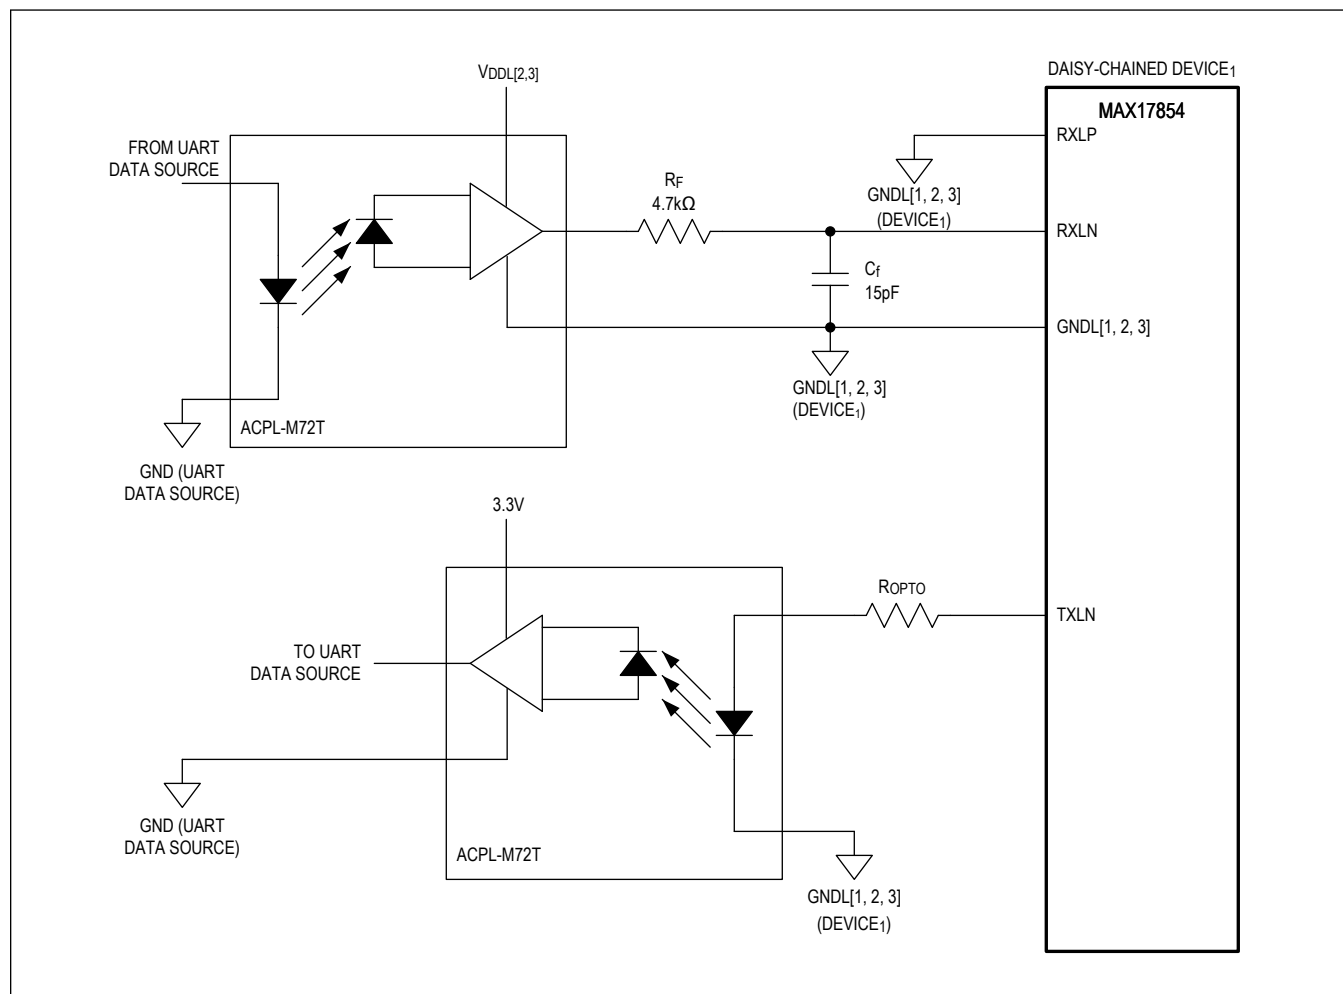 DAISY-CHAINED DEVICE1
VDDL[2,3]
MAX17854
FROM UART
DATA SOURCE
RXLP
RF
4.7kΩ
GNDL[1, 2, 3]
(DEVICE1)
RXLN
Cf
15pF
GNDL[1, 2, 3]
GNDL[1, 2, 3]
(DEVICE1)
ACPL-M72T
GND (UART
DATA SOURCE)
3.3V
ROPTO
TXLN
TO UART
DATA SOURCE
GND (UART
DATA SOURCE)
ACPL-M72T
GNDL[1, 2, 3]
(DEVICE1)